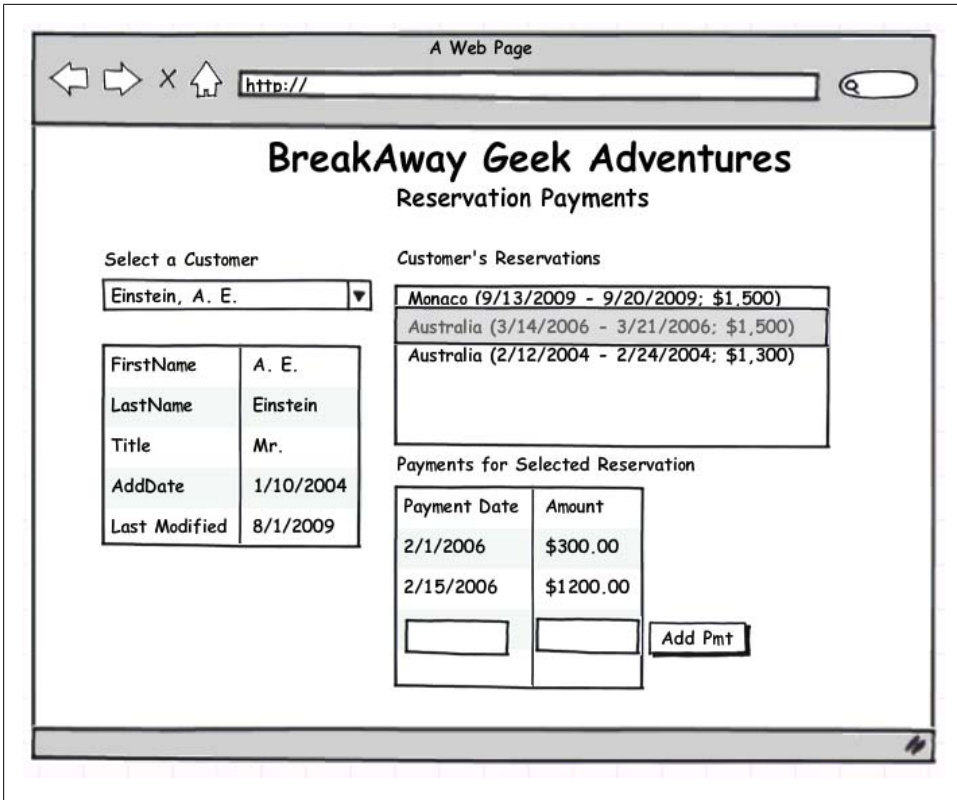 A Web Page
X
http://
BreakAway Geek Adventures
Reservation Payments
Select a Customer
Einstein, A. E.
FirstName A. E.
LastName Einstein
Title Mr.
AddDate 1/10/2004
Last Modified 8/1/2009
Customer's Reservations
Monaco (9/13/2009 - 9/20/2009; $1,500)
Australia (3/14/2006 - 3/21/2006; $1,500)
Australia (2/12/2004 - 2/24/2004; $1,300)
Payments for Selected Reservation
Payment Date Amount
2/1/2006 $300.00
2/15/2006 $1200.00
Add Pmt